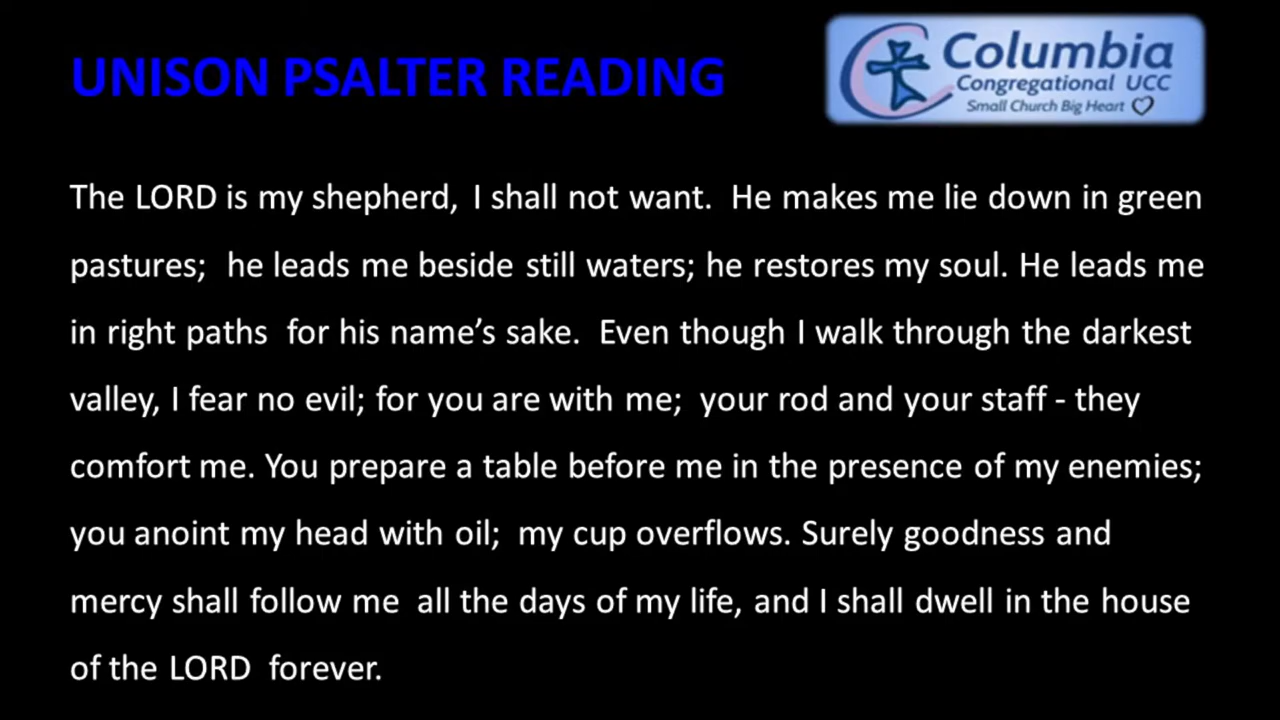 UNISON PSALTER READING
Columbia
Congregational UCC
Small Church Big Heart
The LORD is my shepherd, I shall not want. He makes me lie down in green
pastures; he leads me beside still waters; he restores my soul. He leads me
in right paths for his name’s sake. Even though I walk through the darkest
valley, I fear no evil; for you are with me; your rod and your staff - they
comfort me. You prepare a table before me in the presence of my enemies;
you anoint my head with oil; my cup overflows. Surely goodness and
mercy shall follow me all the days of my life, and I shall dwell in the house
of the LORD forever.